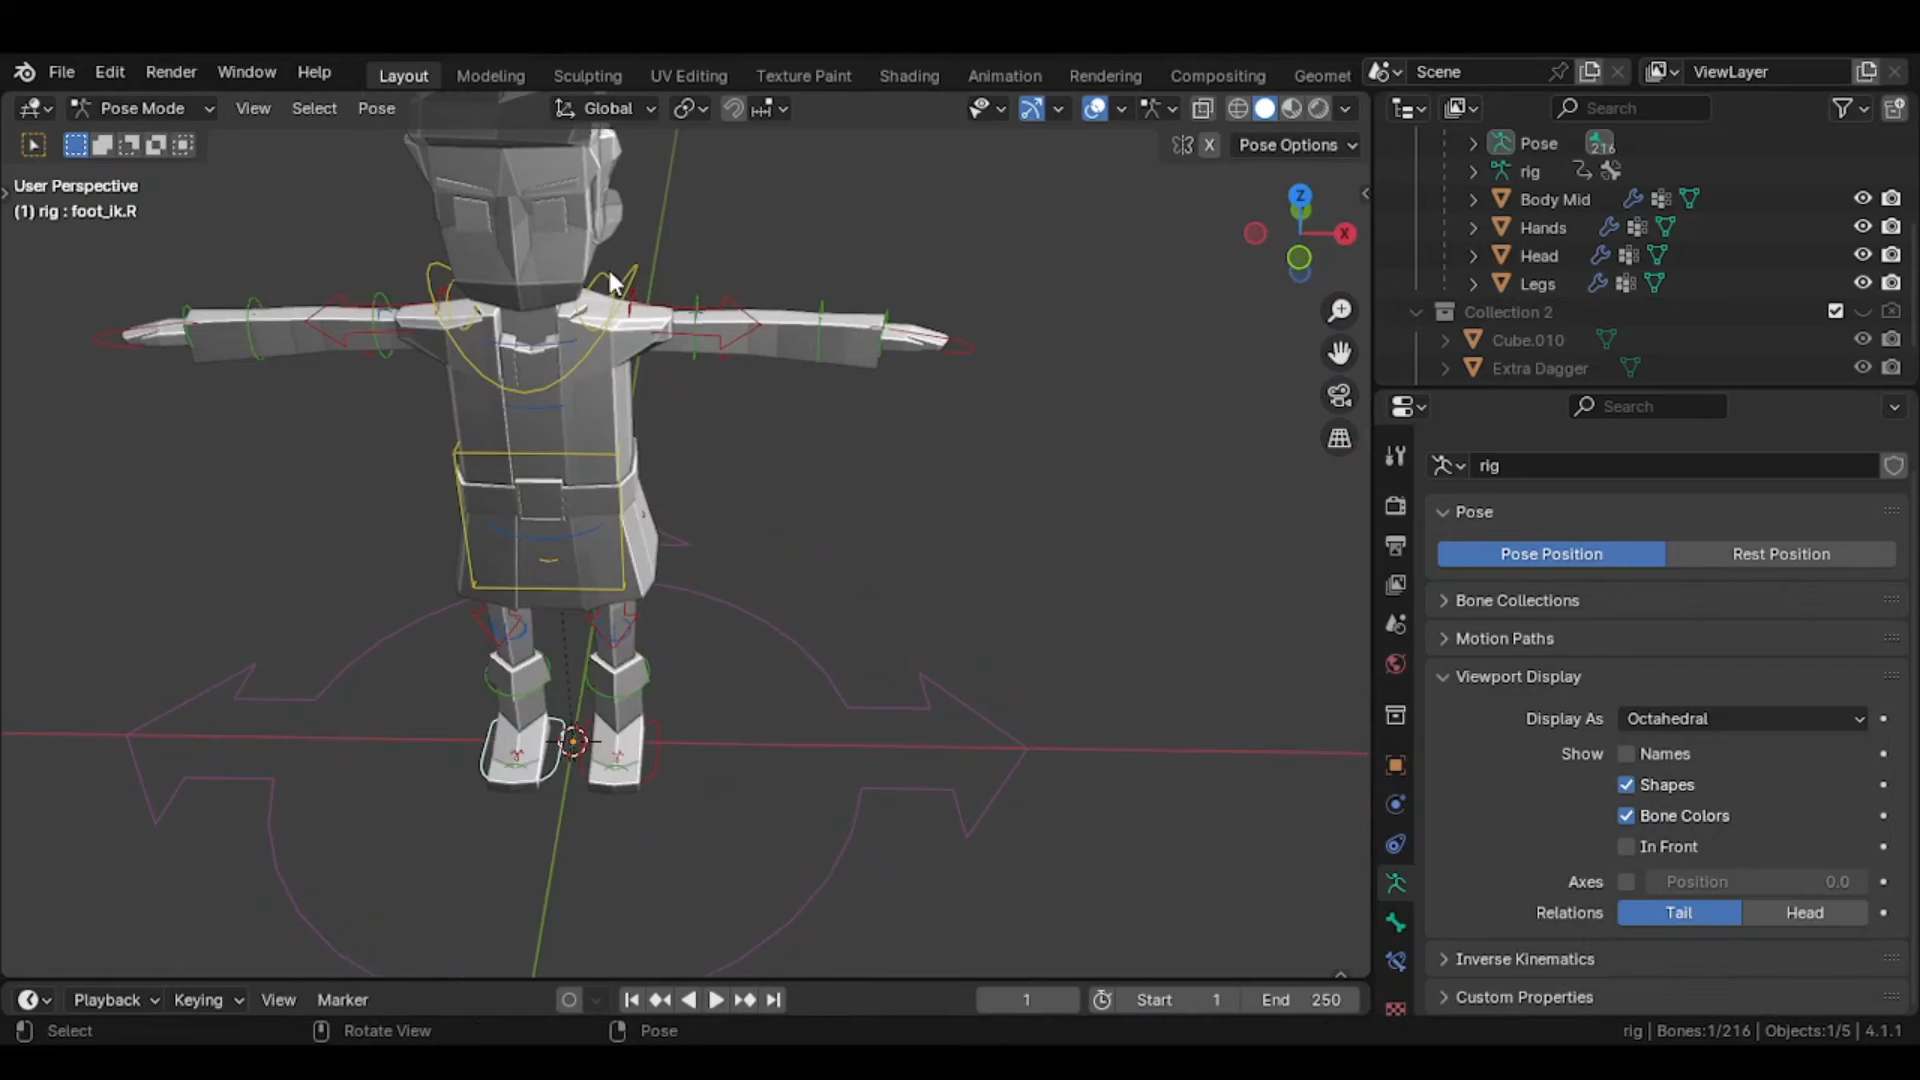 File Edit Render Window Help Layout Modeling Sculpting UV Editing Texture Paint Shading Animation Rendering Compositing Geomet Scene ViewLayer
Pose Mode View Select Pose Global Search
X Pose Options
User Perspective
(1) rig : foot_ik.R
Z
X
Pose 216
rig
Body Mid
Hands
Head
Legs
Collection 2
Cube.010
Extra Dagger
Search
rig
Pose
Pose Position Rest Position
Bone Collections
Motion Paths
Viewport Display
Display As Octahedral
Show Names
Shapes
Bone Colors
In Front
Axes Position 0.0
Relations Tail Head
Inverse Kinematics
Custom Properties
Playback Keying View Marker 1 Start 1 End 250
Select Rotate View Pose rig | Bones:1/216 | Objects:1/5 | 4.1.1